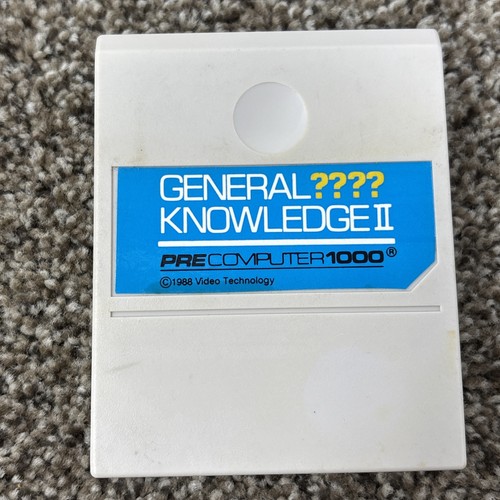 GENERAL????
KNOWLEDGE II
PRECOMPUTER1000®
©1988 Video Technology